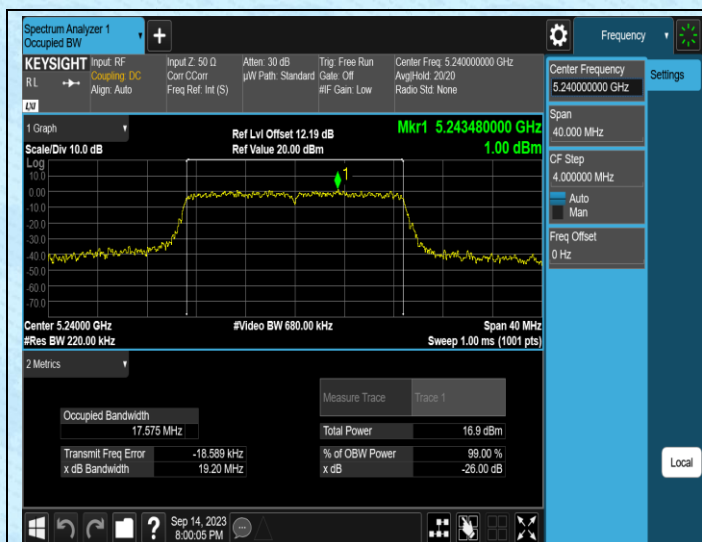 Spectrum Analyzer 1
Occupied BW
+
Frequency
KEYSIGHT
RL
LXI
Input: RF
Coupling: DC
Align: Auto
Input Z: 50 Ω
Corr CCorr
Freq Ref: Int (S)
Atten: 30 dB
µW Path: Standard
Trig: Free Run
Gate: Off
#IF Gain: Low
Center Freq: 5.240000000 GHz
Avg|Hold: 20/20
Radio Std: None
Center Frequency
5.240000000 GHz
Settings
Span
40.000 MHz
CF Step
4.000000 MHz
Auto
Man
Freq Offset
0 Hz
Local
1 Graph
Scale/Div 10.0 dB
Ref Lvl Offset 12.19 dB
Ref Value 20.00 dBm
Mkr1 5.243480000 GHz
1.00 dBm
Log
10.0
0.00
-10.0
-20.0
-30.0
-40.0
-50.0
-60.0
-70.0
1
Center 5.24000 GHz
#Res BW 220.00 kHz
#Video BW 680.00 kHz
Span 40 MHz
Sweep 1.00 ms (1001 pts)
2 Metrics
Measure Trace
Trace 1
Occupied Bandwidth
17.575 MHz
Total Power
16.9 dBm
Transmit Freq Error
-18.589 kHz
% of OBW Power
99.00 %
x dB Bandwidth
19.20 MHz
x dB
-26.00 dB
?
Sep 14, 2023
8:00:05 PM